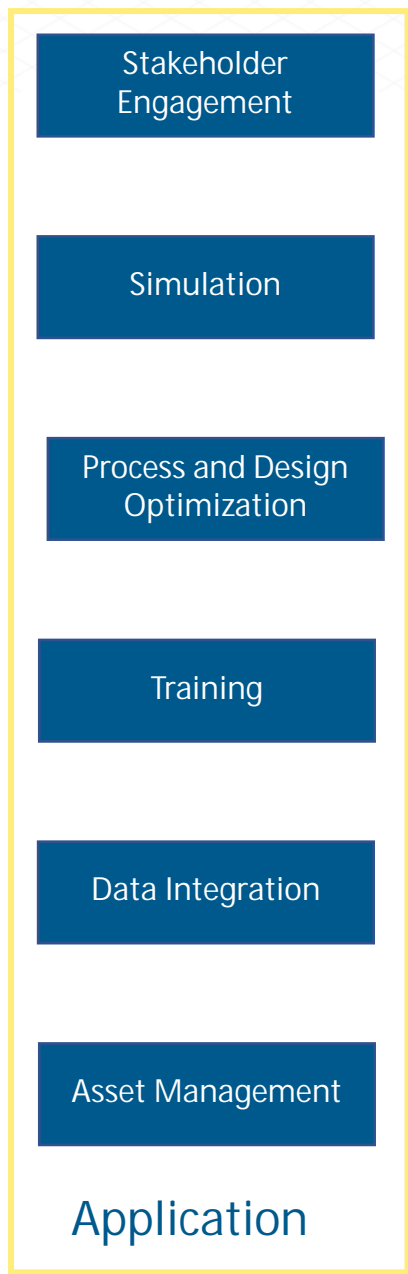 Stakeholder
Engagement
Simulation
Process and Design
Optimization
Training
Data Integration
Asset Management
Application